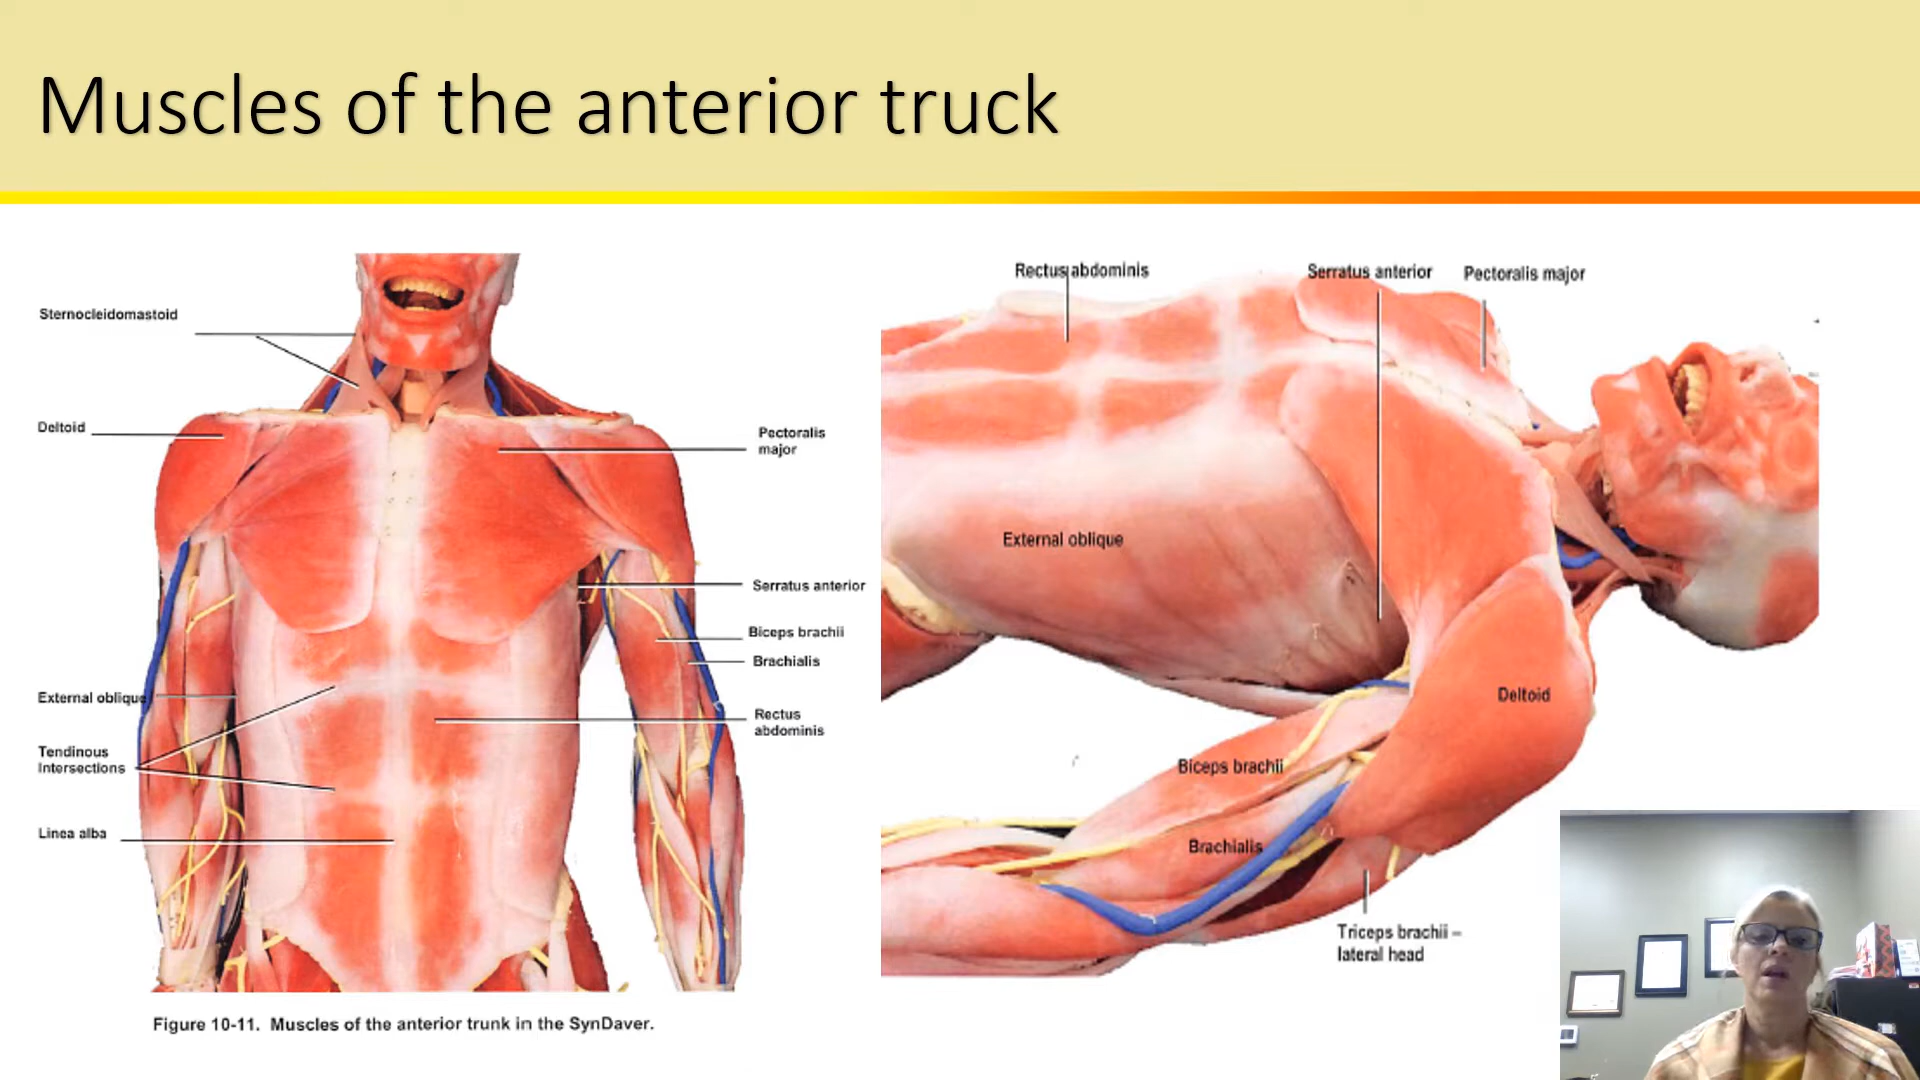 Muscles of the anterior truck
Sternocleidomastoid
Deltoid
Pectoralis
major
Serratus anterior
Biceps brachii
Brachialis
External oblique
Rectus
abdominis
Tendinous
Intersections
Linea alba
Figure 10-11. Muscles of the anterior trunk in the SynDaver.
Rectus abdominis
Serratus anterior
Pectoralis major
External oblique
Deltoid
Biceps brachii
Brachialis
Triceps brachii –
lateral head